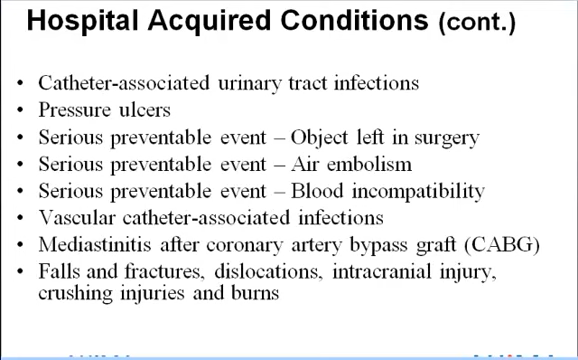 Hospital Acquired Conditions (cont.)
• Catheter-associated urinary tract infections
• Pressure ulcers
• Serious preventable event – Object left in surgery
• Serious preventable event – Air embolism
• Serious preventable event – Blood incompatibility
• Vascular catheter-associated infections
• Mediastinitis after coronary artery bypass graft (CABG)
• Falls and fractures, dislocations, intracranial injury,
crushing injuries and burns